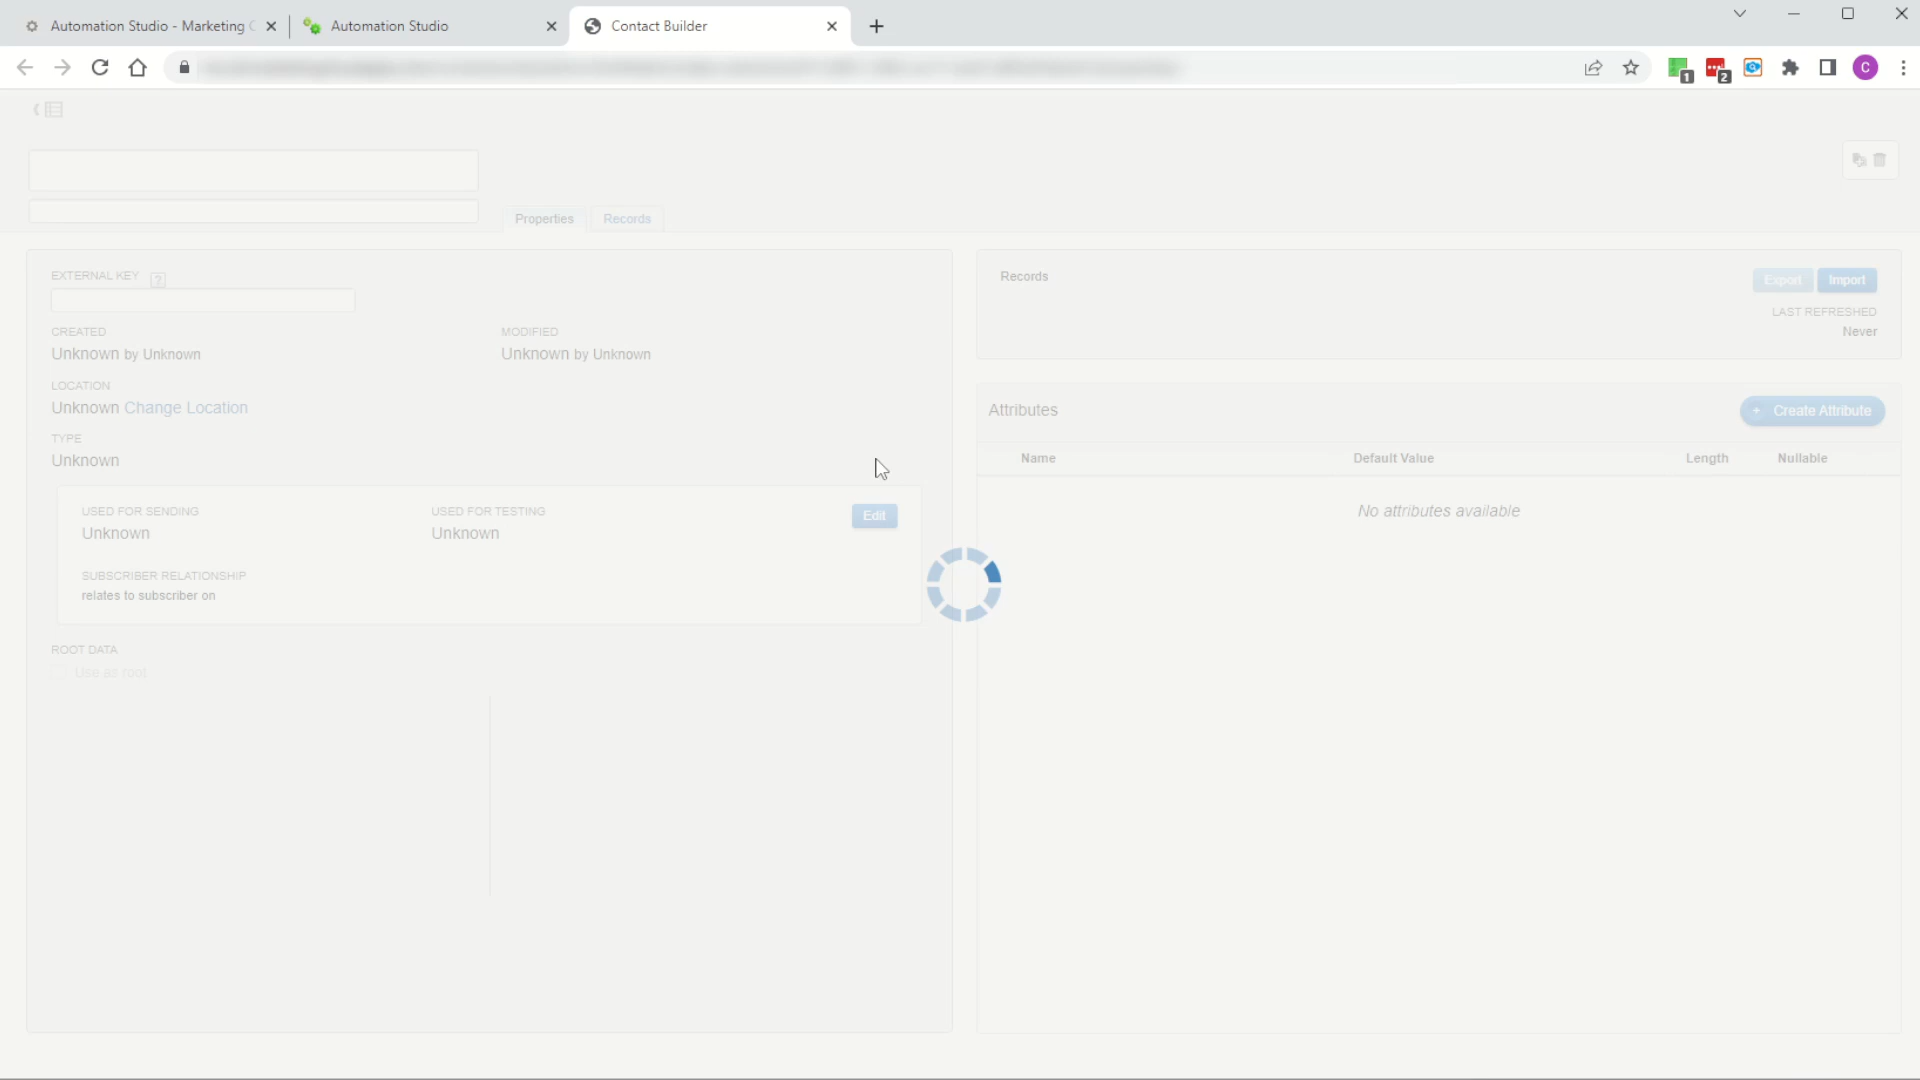 Automation Studio - Marketing C
Automation Studio
Contact Builder
1
2
C
Properties
Records
EXTERNAL KEY
?
CREATED
Unknown by Unknown
MODIFIED
Unknown by Unknown
LOCATION
Unknown Change Location
TYPE
Unknown
USED FOR SENDING
Unknown
USED FOR TESTING
Unknown
Edit
SUBSCRIBER RELATIONSHIP
relates to subscriber on
ROOT DATA
Use as root
Records
Export
Import
LAST REFRESHED
Never
Attributes
+ Create Attribute
Name
Default Value
Length
Nullable
No attributes available